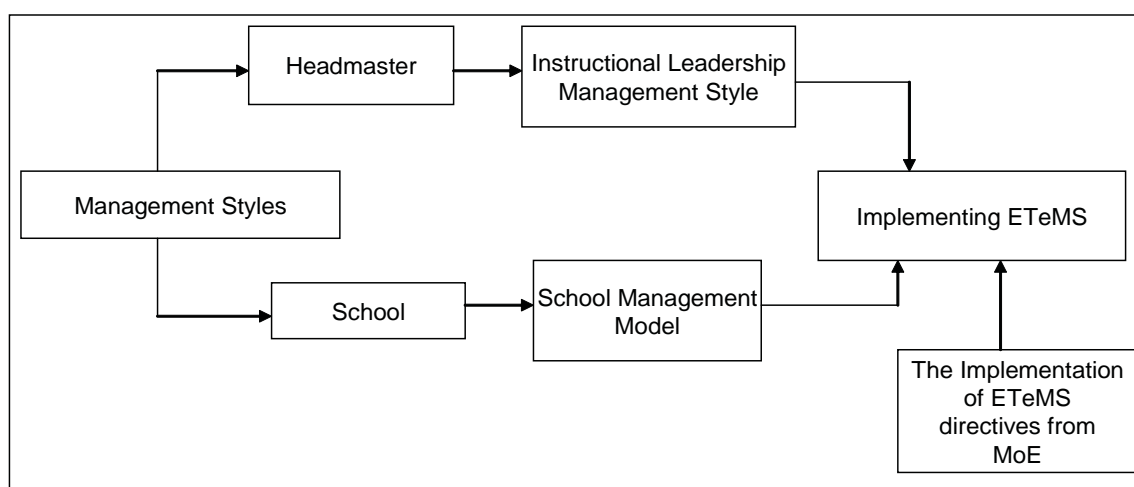 Headmaster
Instructional Leadership
Management Style
Management Styles
Implementing ETeMS
School
School Management
Model
The Implementation
of ETeMS
directives from
MoE